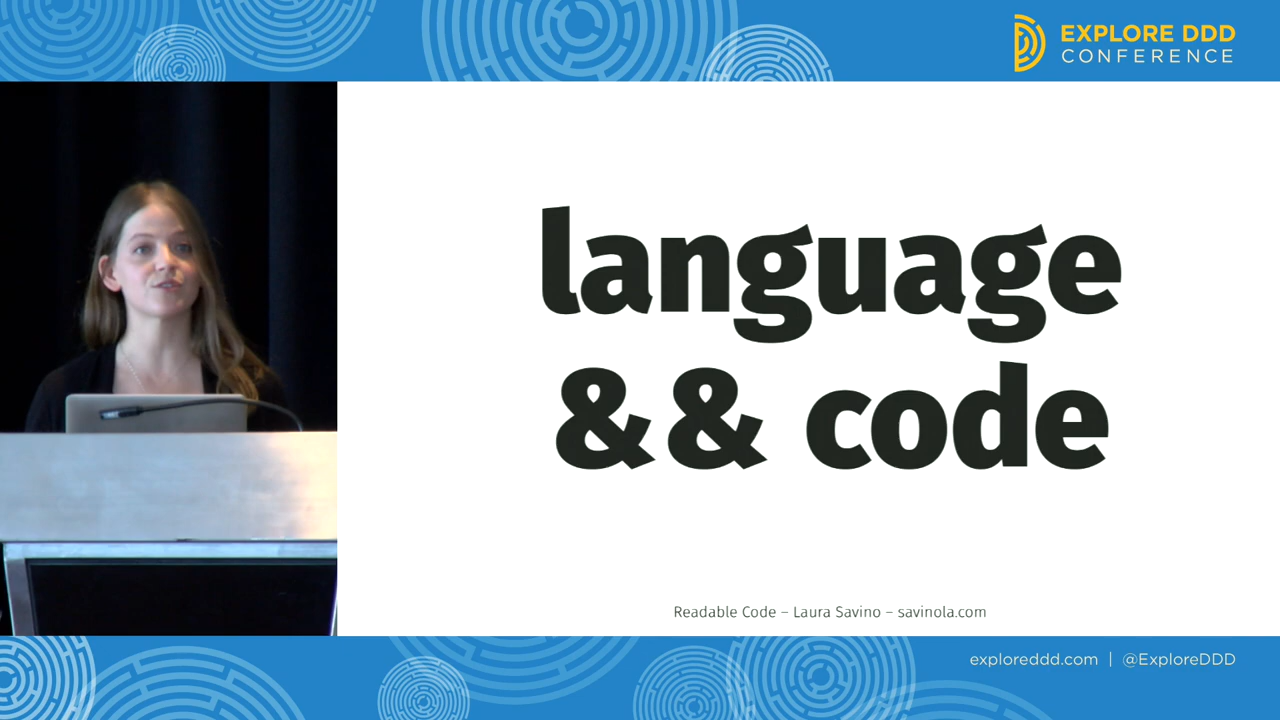 EXPLORE DDD
CONFERENCE
language
&& code
Readable Code – Laura Savino – savinola.com
exploreddd.com | @ExploreDDD